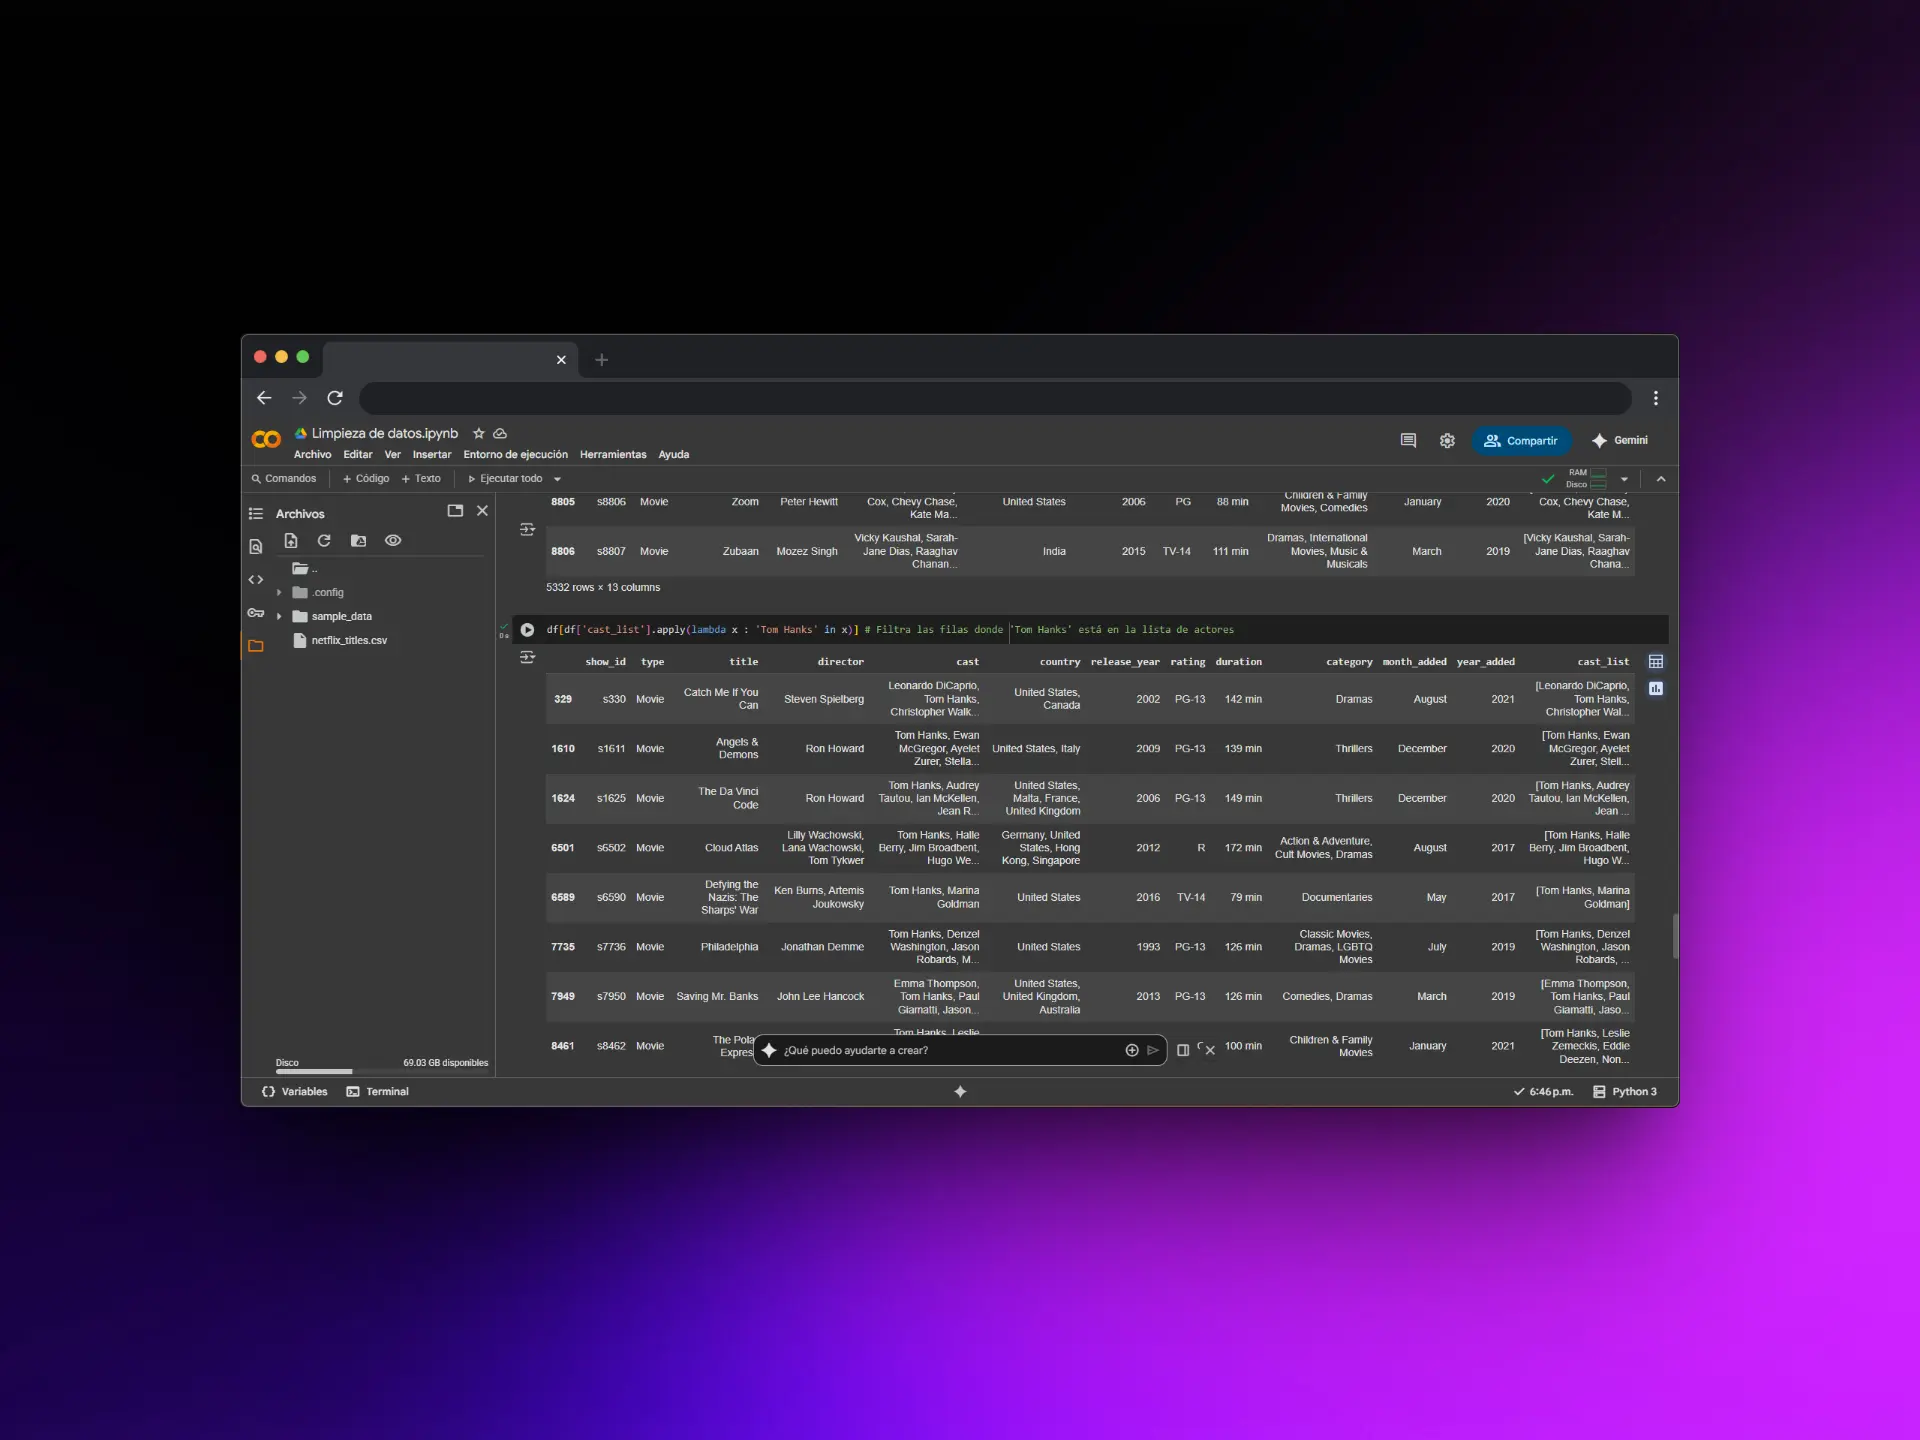 Limpieza de datos.ipynb
Archivo Editar Ver Insertar Entorno de ejecución Herramientas Ayuda
Compartir
Gemini
Comandos + Código + Texto Ejecutar todo
RAM
Disco
Archivos
..
.config
sample_data
netflix_titles.csv
Disco 69.03 GB disponibles
8805 s8806 Movie Zoom Peter Hewitt Cox, Chevy Chase, Kate Ma... United States 2006 PG 88 min Children & Family Movies, Comedies January 2020 Cox, Chevy Chase, Kate M...
8806 s8807 Movie Zubaan Mozez Singh Vicky Kaushal, Sarah-Jane Dias, Raaghav Chanan... India 2015 TV-14 111 min Dramas, International Movies, Music & Musicals March 2019 [Vicky Kaushal, Sarah-Jane Dias, Raaghav Chana...
5332 rows × 13 columns
0s
df[df['cast_list'].apply(lambda x : 'Tom Hanks' in x)] # Filtra las filas donde 'Tom Hanks' está en la lista de actores
show_id type title director cast country release_year rating duration category month_added year_added cast_list
329 s330 Movie Catch Me If You Can Steven Spielberg Leonardo DiCaprio, Tom Hanks, Christopher Walk... United States, Canada 2002 PG-13 142 min Dramas August 2021 [Leonardo DiCaprio, Tom Hanks, Christopher Wal...
1610 s1611 Movie Angels & Demons Ron Howard Tom Hanks, Ewan McGregor, Ayelet Zurer, Stella... United States, Italy 2009 PG-13 139 min Thrillers December 2020 [Tom Hanks, Ewan McGregor, Ayelet Zurer, Stell...
1624 s1625 Movie The Da Vinci Code Ron Howard Tom Hanks, Audrey Tautou, Ian McKellen, Jean R... United States, Malta, France, United Kingdom 2006 PG-13 149 min Thrillers December 2020 [Tom Hanks, Audrey Tautou, Ian McKellen, Jean ...
6501 s6502 Movie Cloud Atlas Lilly Wachowski, Lana Wachowski, Tom Tykwer Tom Hanks, Halle Berry, Jim Broadbent, Hugo We... Germany, United States, Hong Kong, Singapore 2012 R 172 min Action & Adventure, Cult Movies, Dramas August 2017 [Tom Hanks, Halle Berry, Jim Broadbent, Hugo W...
6589 s6590 Movie Defying the Nazis: The Sharps' War Ken Burns, Artemis Joukowsky Tom Hanks, Marina Goldman United States 2016 TV-14 79 min Documentaries May 2017 [Tom Hanks, Marina Goldman]
7735 s7736 Movie Philadelphia Jonathan Demme Tom Hanks, Denzel Washington, Jason Robards, M... United States 1993 PG-13 126 min Classic Movies, Dramas, LGBTQ Movies July 2019 [Tom Hanks, Denzel Washington, Jason Robards, ...
7949 s7950 Movie Saving Mr. Banks John Lee Hancock Emma Thompson, Tom Hanks, Paul Giamatti, Jason... United States, United Kingdom, Australia 2013 PG-13 126 min Comedies, Dramas March 2019 [Emma Thompson, Tom Hanks, Paul Giamatti, Jaso...
8461 s8462 Movie The Pola Expres Tom Hanks, Leslie 100 min Children & Family Movies January 2021 [Tom Hanks, Leslie Zemeckis, Eddie Deezen, Non...
¿Qué puedo ayudarte a crear?
Variables Terminal
6:46 p.m. Python 3